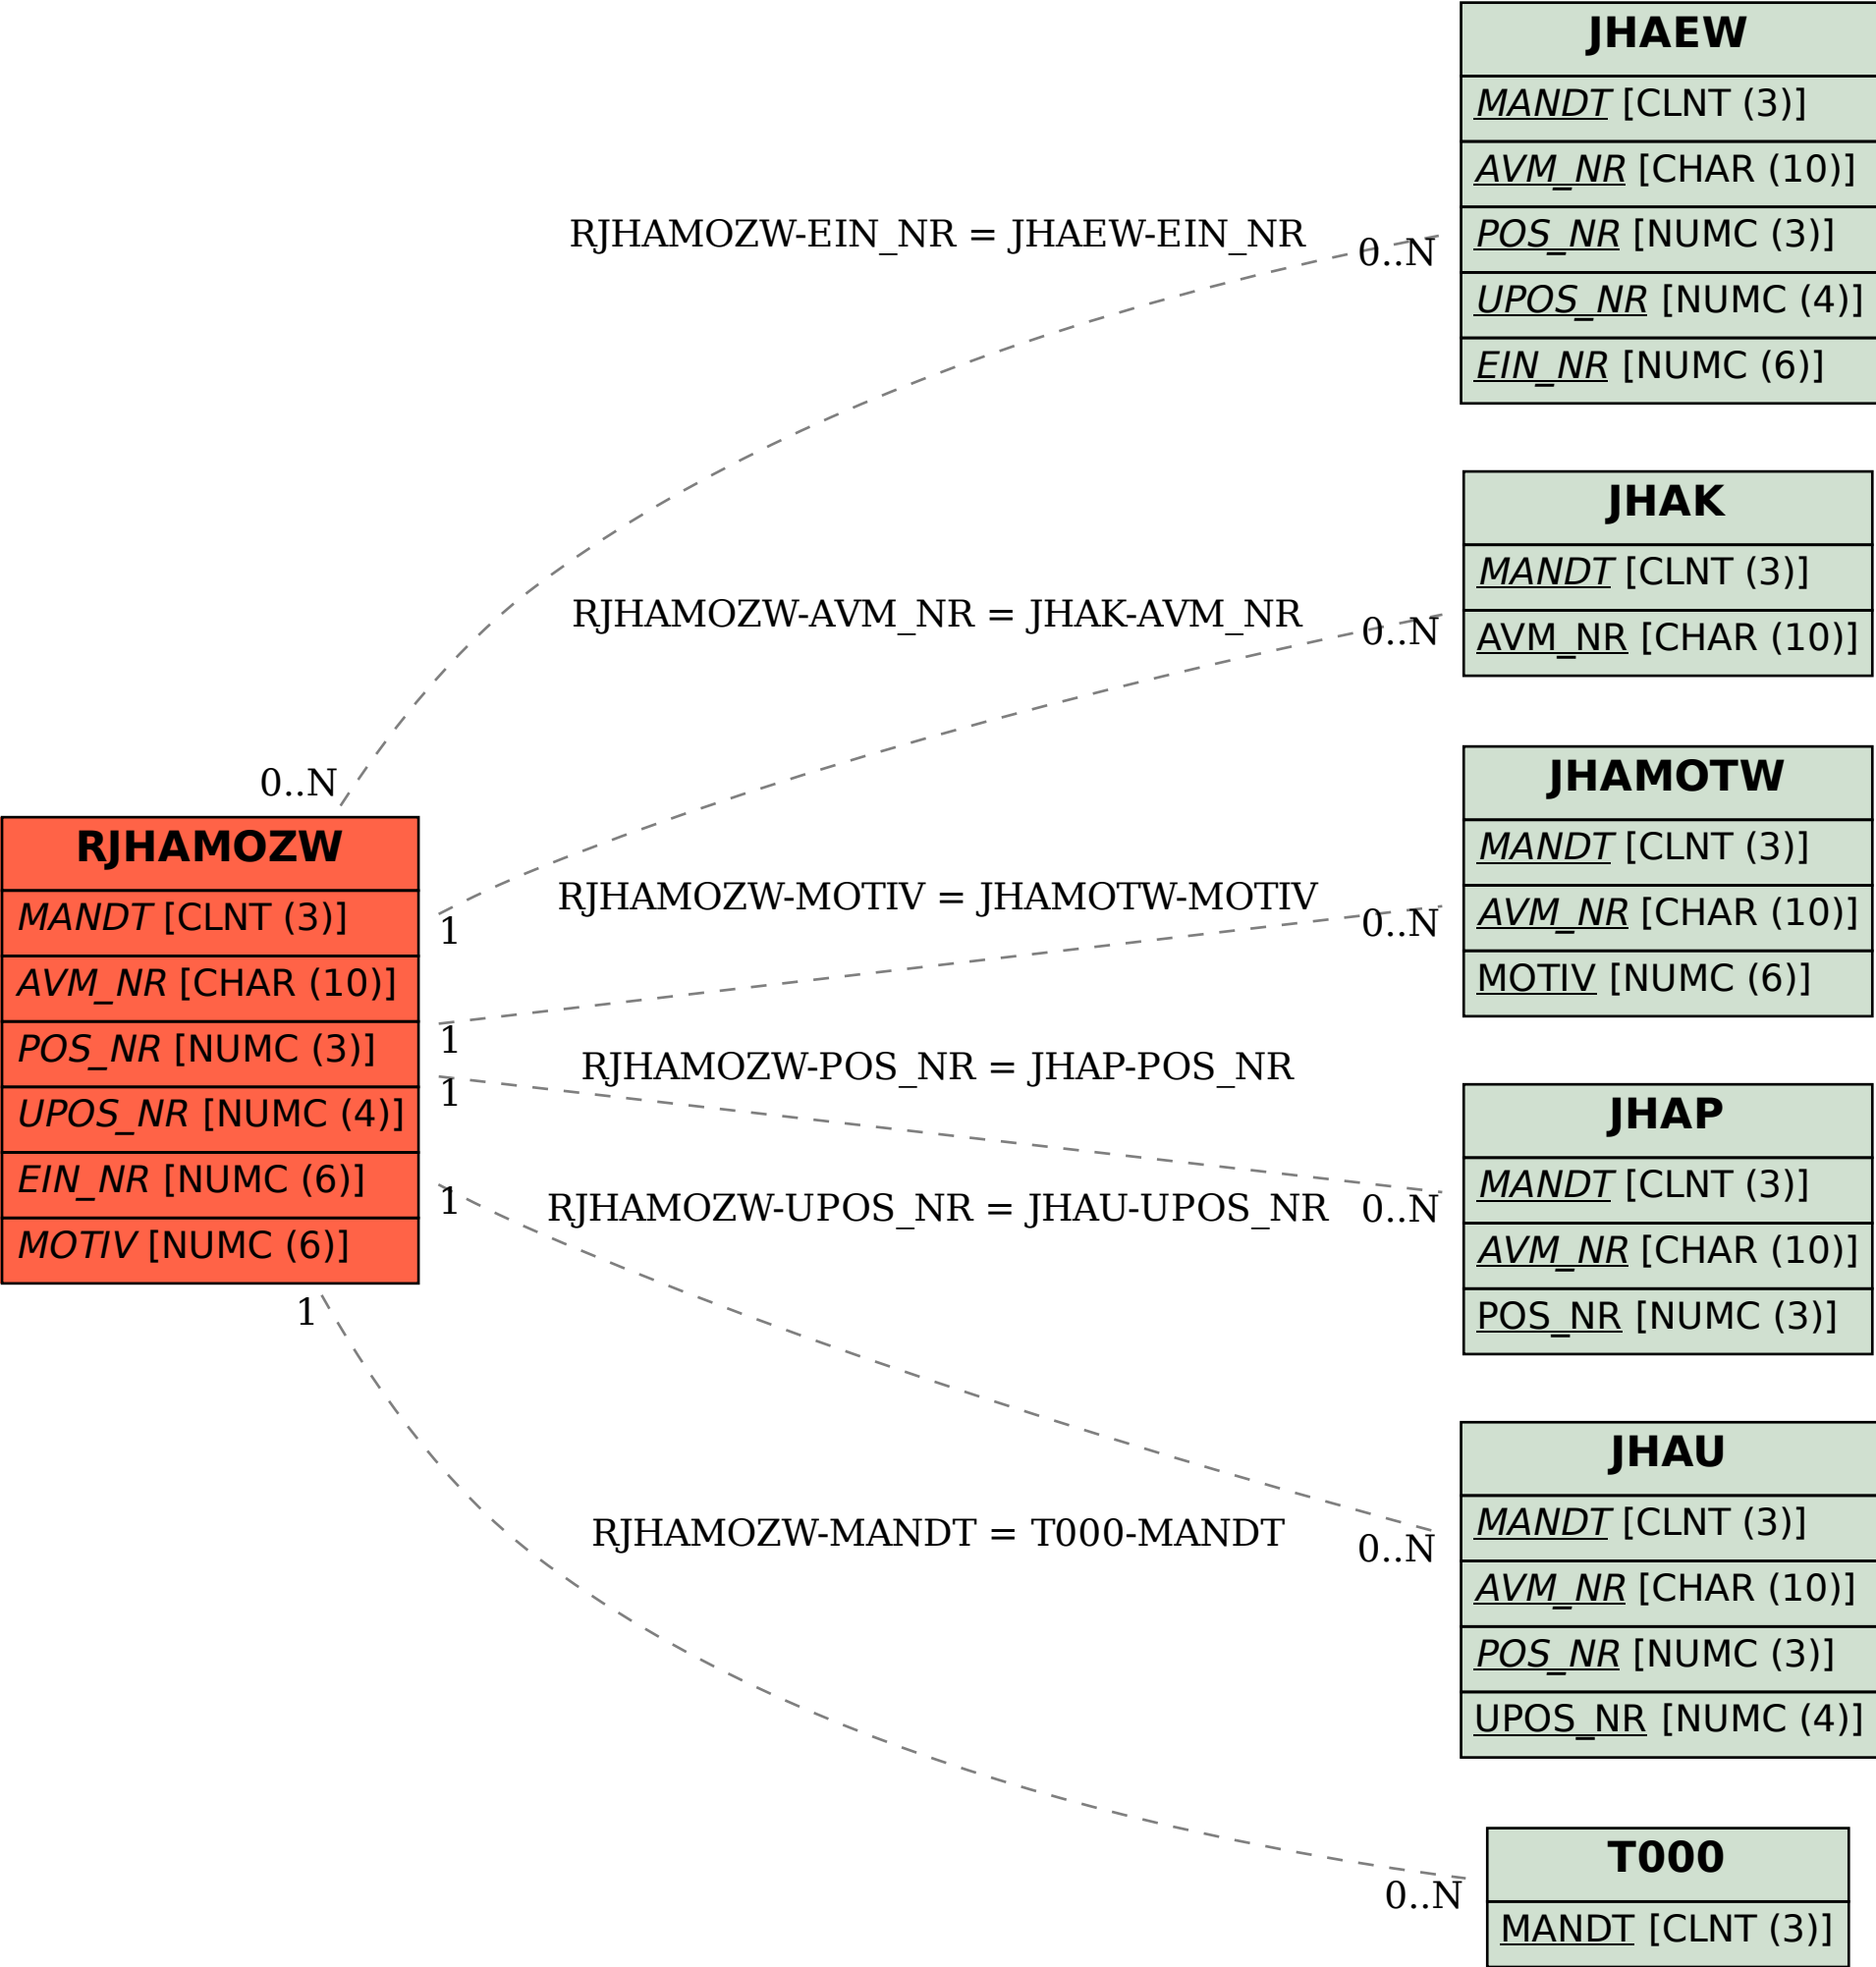 JHAEW
MANDT [CLNT (3)]
AVM_NR [CHAR (10)]
POS_NR [NUMC (3)]
UPOS_NR [NUMC (4)]
EIN_NR [NUMC (6)]
RJHAMOZW-EIN_NR = JHAEW-EIN_NR
0..N
0..N
JHAK
MANDT [CLNT (3)]
AVM_NR [CHAR (10)]
RJHAMOZW-AVM_NR = JHAK-AVM_NR
0..N
1
JHAMOTW
MANDT [CLNT (3)]
AVM_NR [CHAR (10)]
MOTIV [NUMC (6)]
RJHAMOZW-MOTIV = JHAMOTW-MOTIV
0..N
1
RJHAMOZW
MANDT [CLNT (3)]
AVM_NR [CHAR (10)]
POS_NR [NUMC (3)]
UPOS_NR [NUMC (4)]
EIN_NR [NUMC (6)]
MOTIV [NUMC (6)]
RJHAMOZW-POS_NR = JHAP-POS_NR
1
0..N
JHAP
MANDT [CLNT (3)]
AVM_NR [CHAR (10)]
POS_NR [NUMC (3)]
RJHAMOZW-UPOS_NR = JHAU-UPOS_NR
1
0..N
JHAU
MANDT [CLNT (3)]
AVM_NR [CHAR (10)]
POS_NR [NUMC (3)]
UPOS_NR [NUMC (4)]
RJHAMOZW-MANDT = T000-MANDT
1
0..N
T000
MANDT [CLNT (3)]